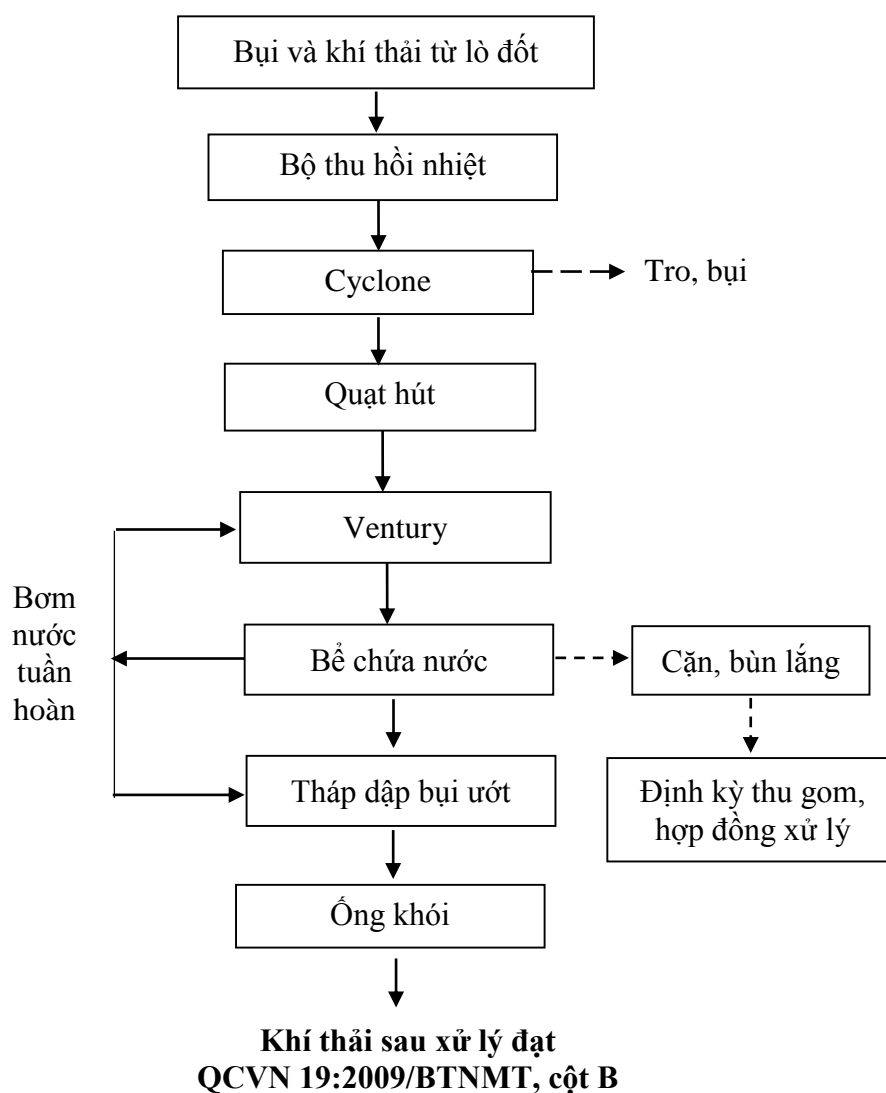 Bụi và khí thải từ lò đốt
Bộ thu hồi nhiệt
Cyclone
Tro, bụi
Quạt hút
Ventury
Bơm
nước
tuần
hoàn
Bể chứa nước
Cặn, bùn lắng
Tháp dập bụi ướt
Định kỳ thu gom,
hợp đồng xử lý
Ống khói
Khí thải sau xử lý đạt
QCVN 19:2009/BTNMT, cột B